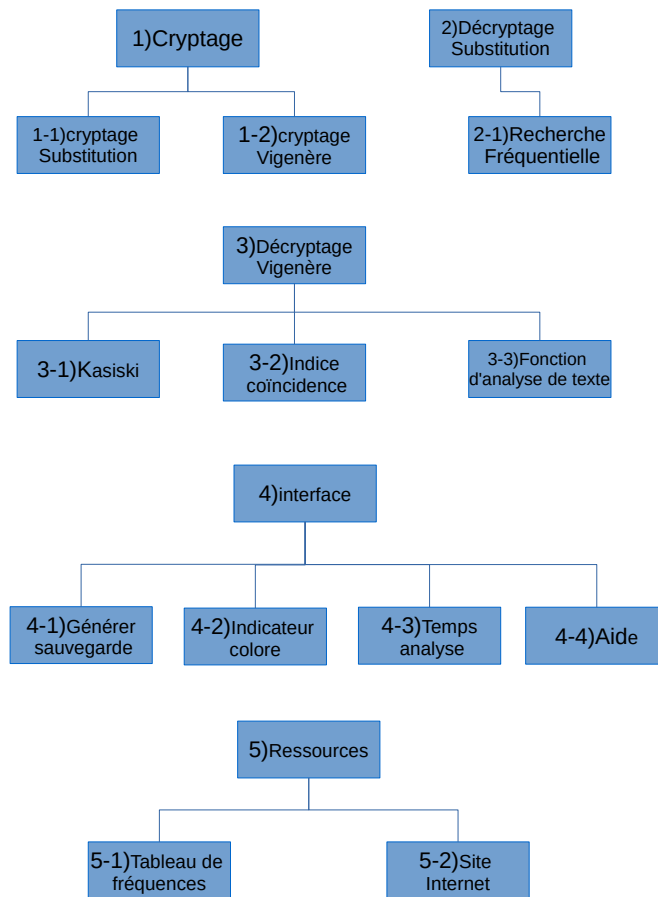 1)Cryptage
2)Décryptage
Substitution
1-1)cryptage
Substitution
1-2)cryptage
Vigenère
2-1)Recherche
Fréquentielle
3)Décryptage
Vigenère
3-1)Kasiski
3-2)Indice
coïncidence
3-3)Fonction
d'analyse de texte
4)interface
4-1)Générer
sauvegarde
4-2)Indicateur
colore
4-3)Temps
analyse
4-4)Aide
5)Ressources
5-1)Tableau de
fréquences
5-2)Site
Internet